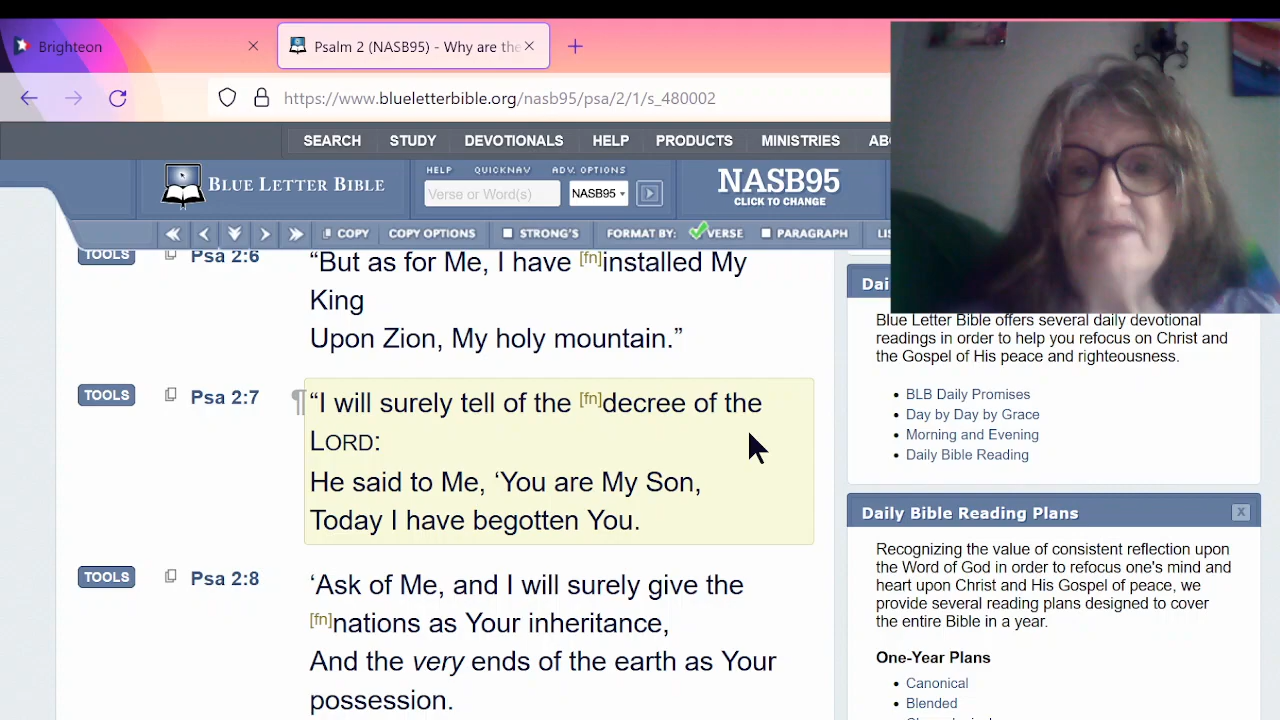 Brighteon
Psalm 2 (NASB95) - Why are the
https://www.blueletterbible.org/nasb95/psa/2/1/s_480002
SEARCH STUDY DEVOTIONALS HELP PRODUCTS MINISTRIES AB
BLUE LETTER BIBLE
HELP QUICKNAV ADV. OPTIONS
Verse or Word(s) NASB95
NASB95
CLICK TO CHANGE
COPY COPY OPTIONS STRONG'S FORMAT BY: VERSE PARAGRAPH LI
TOOLS Psa 2:6 “But as for Me, I have [fn]installed My
King
Upon Zion, My holy mountain.”
TOOLS Psa 2:7 ¶ “I will surely tell of the [fn]decree of the
LORD:
He said to Me, ‘You are My Son,
Today I have begotten You.
TOOLS Psa 2:8 ‘Ask of Me, and I will surely give the
[fn]nations as Your inheritance,
And the very ends of the earth as Your
possession.
Dai
Blue Letter Bible offers several daily devotional
readings in order to help you refocus on Christ and
the Gospel of His peace and righteousness.
BLB Daily Promises
Day by Day by Grace
Morning and Evening
Daily Bible Reading
Daily Bible Reading Plans X
Recognizing the value of consistent reflection upon
the Word of God in order to refocus one's mind and
heart upon Christ and His Gospel of peace, we
provide several reading plans designed to cover
the entire Bible in a year.
One-Year Plans
Canonical
Blended